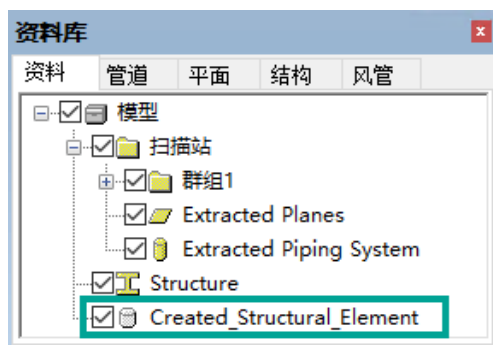 资料库
资料 管道 平面 结构 风管
模型
扫描站
群组1
Extracted Planes
Extracted Piping System
Structure
Created_Structural_Element